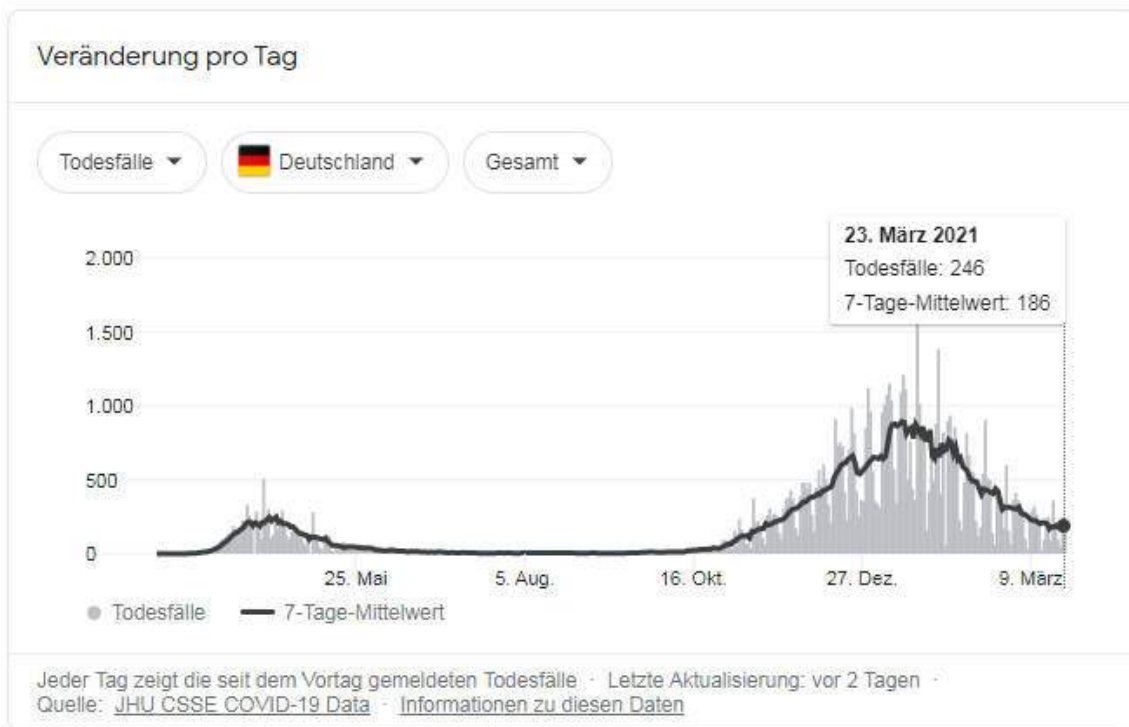 Veränderung pro Tag
Todesfälle Deutschland Gesamt
23. März 2021
Todesfälle: 246
7-Tage-Mittelwert: 186
2.000
1.500
1.000
500
0
25. Mai 5. Aug. 16. Okt. 27. Dez. 9. März
Todesfälle 7-Tage-Mittelwert
Jeder Tag zeigt die seit dem Vortag gemeldeten Todesfälle · Letzte Aktualisierung: vor 2 Tagen ·
Quelle: JHU CSSE COVID-19 Data · Informationen zu diesen Daten